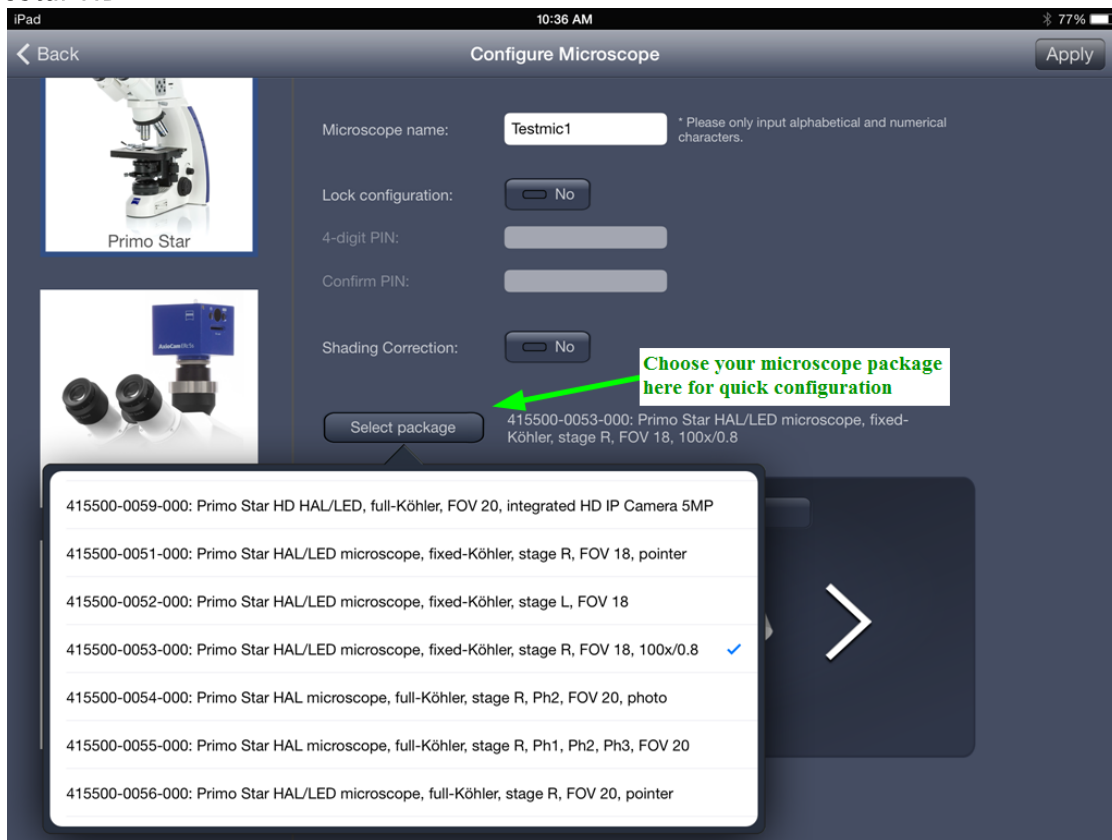 iPad
10:36 AM
77%
Back
Configure Microscope
Apply
Microscope name:
Testmic1
* Please only input alphabetical and numerical
characters.
Lock configuration:
No
Primo Star
4-digit PIN:
Confirm PIN:
AxioCam ERc5s
Shading Correction:
No
Choose your microscope package
here for quick configuration
Select package
415500-0053-000: Primo Star HAL/LED microscope, fixed-
Köhler, stage R, FOV 18, 100x/0.8
415500-0059-000: Primo Star HD HAL/LED, full-Köhler, FOV 20, integrated HD IP Camera 5MP
415500-0051-000: Primo Star HAL/LED microscope, fixed-Köhler, stage R, FOV 18, pointer
415500-0052-000: Primo Star HAL/LED microscope, fixed-Köhler, stage L, FOV 18
415500-0053-000: Primo Star HAL/LED microscope, fixed-Köhler, stage R, FOV 18, 100x/0.8
415500-0054-000: Primo Star HAL microscope, full-Köhler, stage R, Ph2, FOV 20, photo
415500-0055-000: Primo Star HAL microscope, full-Köhler, stage R, Ph1, Ph2, Ph3, FOV 20
415500-0056-000: Primo Star HAL/LED microscope, full-Köhler, stage R, FOV 20, pointer